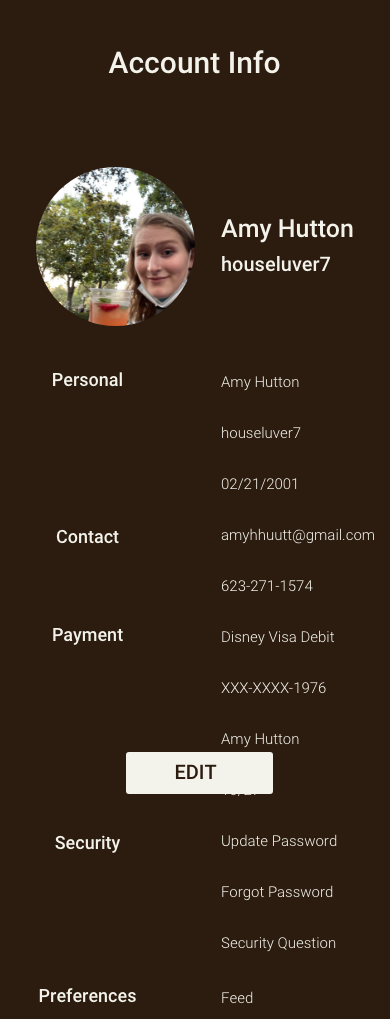 Account Info
Amy Hutton
houseluver7
Personal
Amy Hutton
houseluver7
02/21/2001
Contact
amyhhuutt@gmail.com
623-271-1574
Payment
Disney Visa Debit
XXX-XXXX-1976
Amy Hutton
EDIT
Security
Update Password
Forgot Password
Security Question
Preferences
Feed